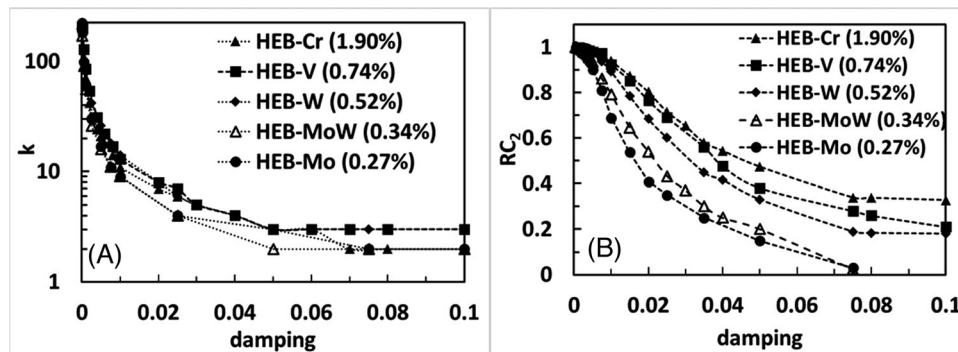 HEB-Cr (1.90%)
HEB-V (0.74%)
HEB-W (0.52%)
HEB-MoW (0.34%)
HEB-Mo (0.27%)
100
10
1
k
(A)
0
0.02
0.04
0.06
0.08
0.1
damping
HEB-Cr (1.90%)
HEB-V (0.74%)
HEB-W (0.52%)
HEB-MoW (0.34%)
HEB-Mo (0.27%)
1
0.8
0.6
0.4
0.2
0
RC2
(B)
0
0.02
0.04
0.06
0.08
0.1
damping